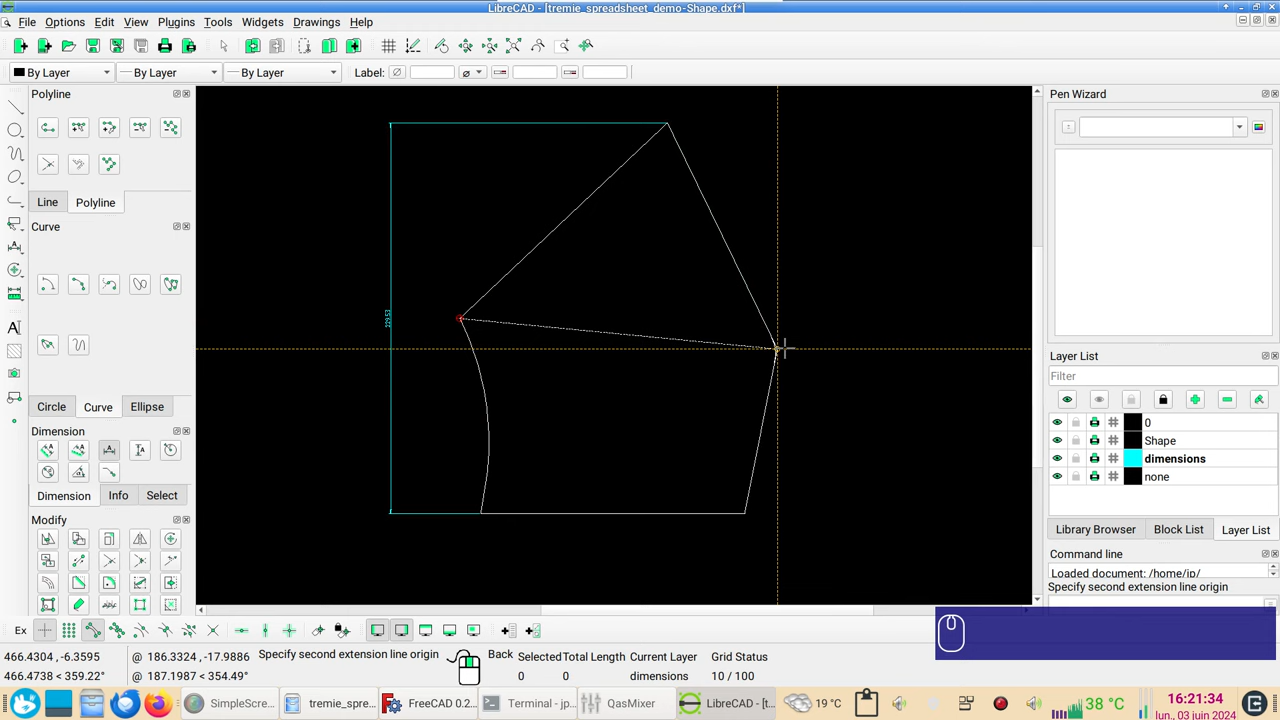 LibreCAD - [tremie_spreadsheet_demo-Shape.dxf*]
File Options Edit View Plugins Tools Widgets Drawings Help
By Layer By Layer By Layer Label:
Polyline
Line Polyline
Curve
Circle Curve Ellipse
Dimension
Dimension Info Select
Modify
229.53
Pen Wizard
Layer List
Filter
0
Shape
dimensions
none
Library Browser Block List Layer List
Command line
Loaded document: /home/jp/
Specify second extension line origin
Ex
466.4304 , -6.3595 @ 186.3324 , -17.9886 Specify second extension line origin Back Selected Total Length Current Layer Grid Status
466.4738 < 359.22° @ 187.1987 < 354.49° 0 0 dimensions 10 / 100
SimpleScre... tremie_spre... FreeCAD 0.2... Terminal - jp... QasMixer LibreCAD - [t... 19 °C 38 °C 16:21:34
lun., 03 juin 2024